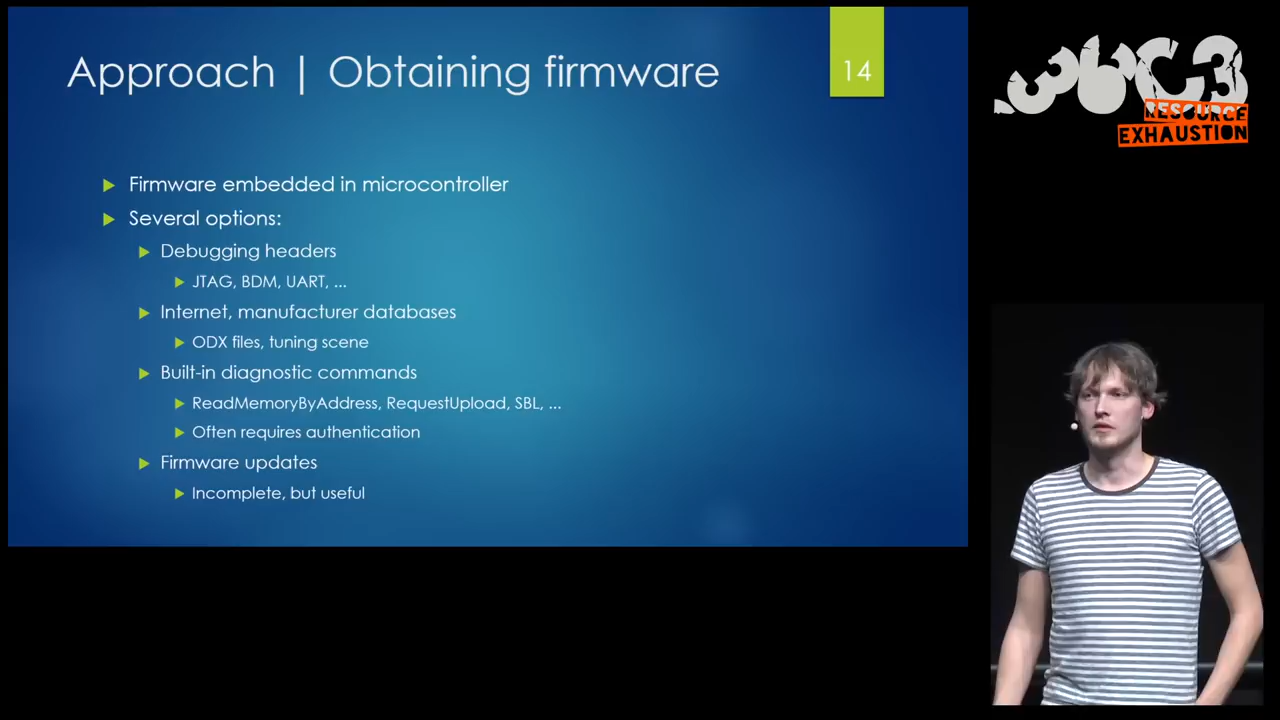 Approach | Obtaining firmware
14
Firmware embedded in microcontroller
Several options:
Debugging headers
JTAG, BDM, UART, ...
Internet, manufacturer databases
ODX files, tuning scene
Built-in diagnostic commands
ReadMemoryByAddress, RequestUpload, SBL, ...
Often requires authentication
Firmware updates
Incomplete, but useful
36C3
RESOURCE
EXHAUSTION